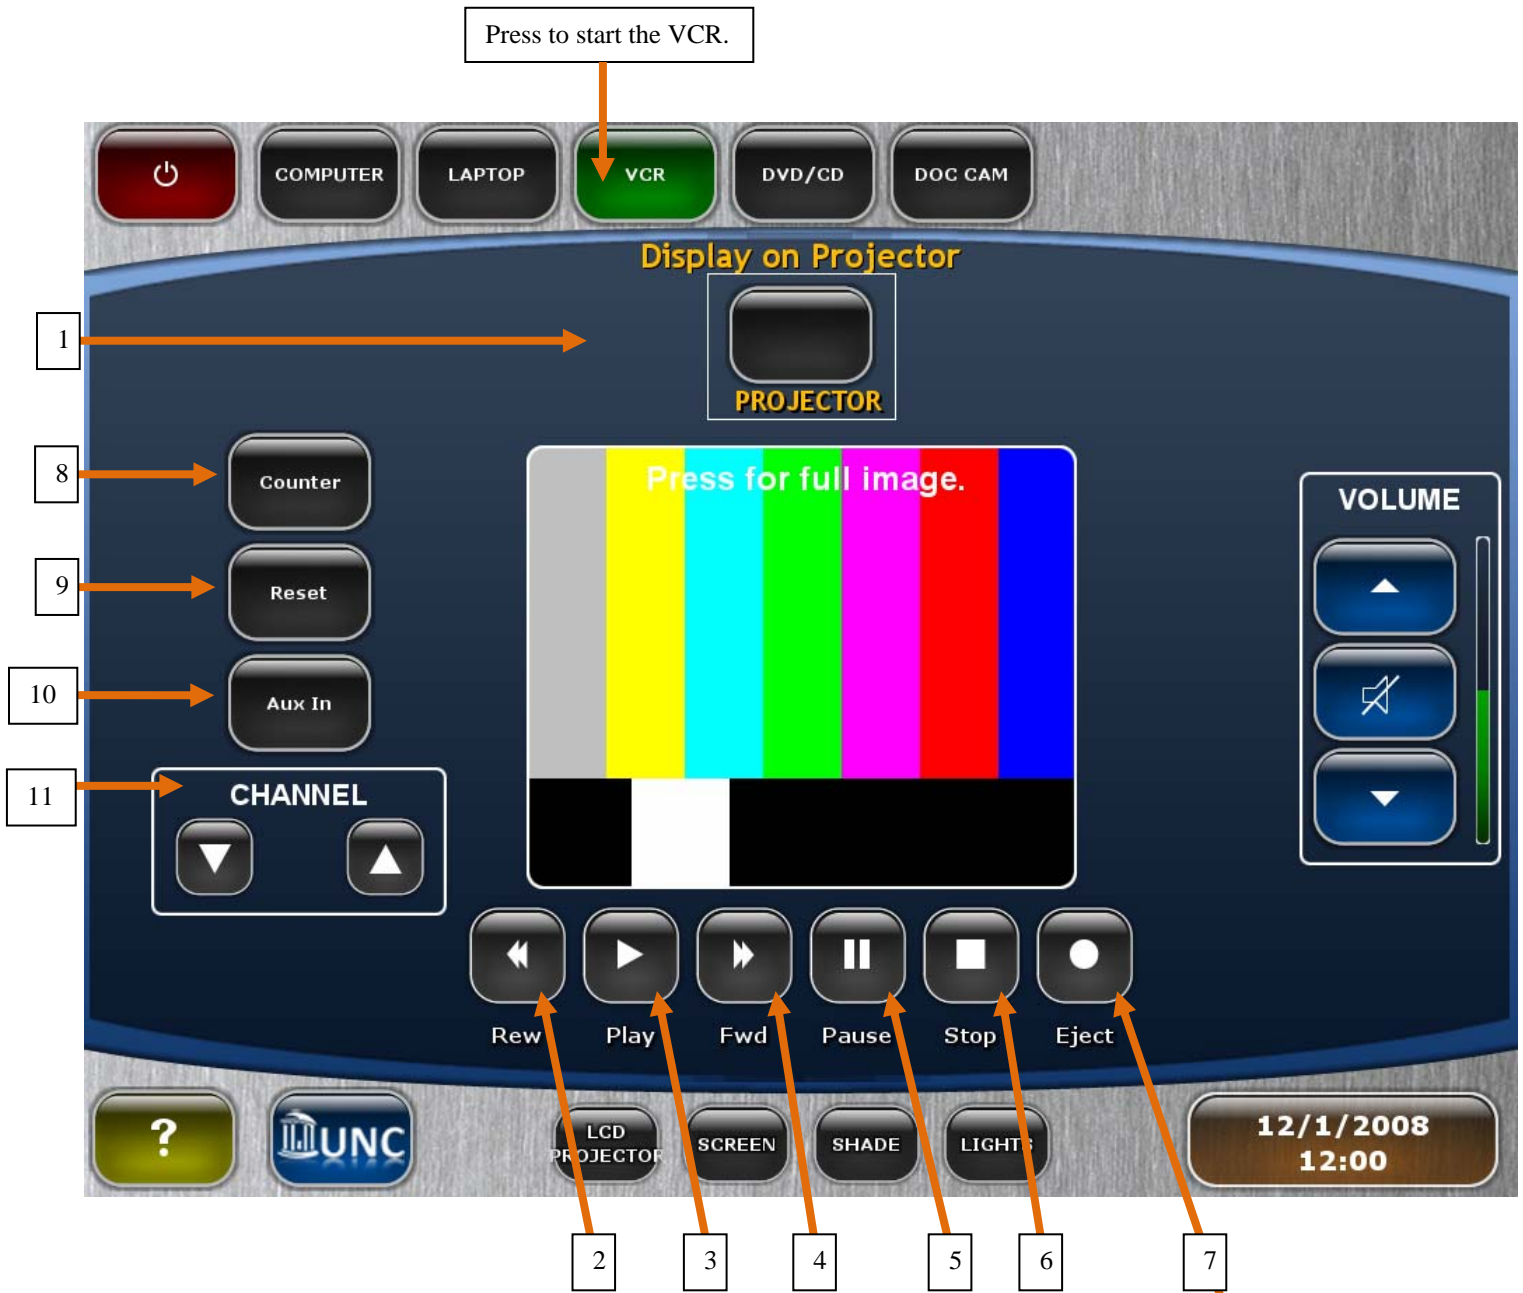 Press to start the VCR.
COMPUTER
LAPTOP
VCR
DVD/CD
DOC CAM
Display on Projector
1
PROJECTOR
8
Counter
Press for full image.
VOLUME
9
Reset
10
Aux In
11
CHANNEL
Rew
Play
Fwd
Pause
Stop
Eject
?
UNC
LCD
PROJECTOR
SCREEN
SHADE
LIGHTS
12/1/2008
12:00
2
3
4
5
6
7